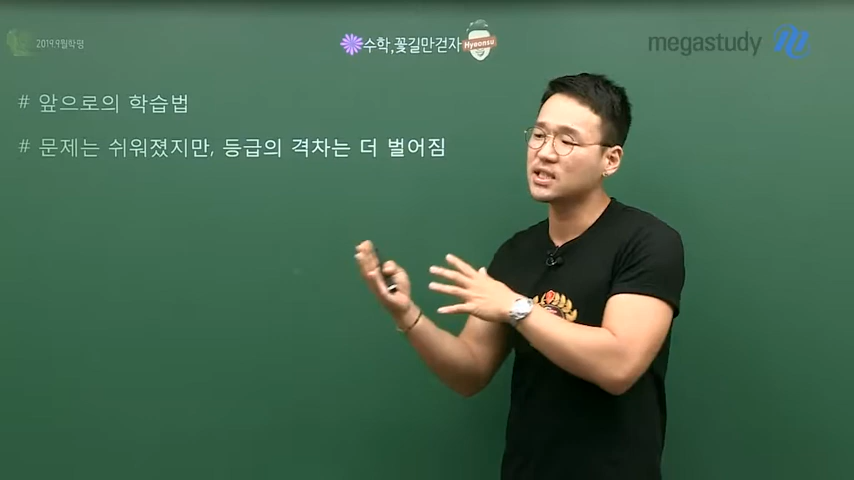 2019.9월학평
수학,꽃길만걷자
Hyeonsu
megastudy
# 앞으로의 학습법
# 문제는 쉬워졌지만, 등급의 격차는 더 벌어짐